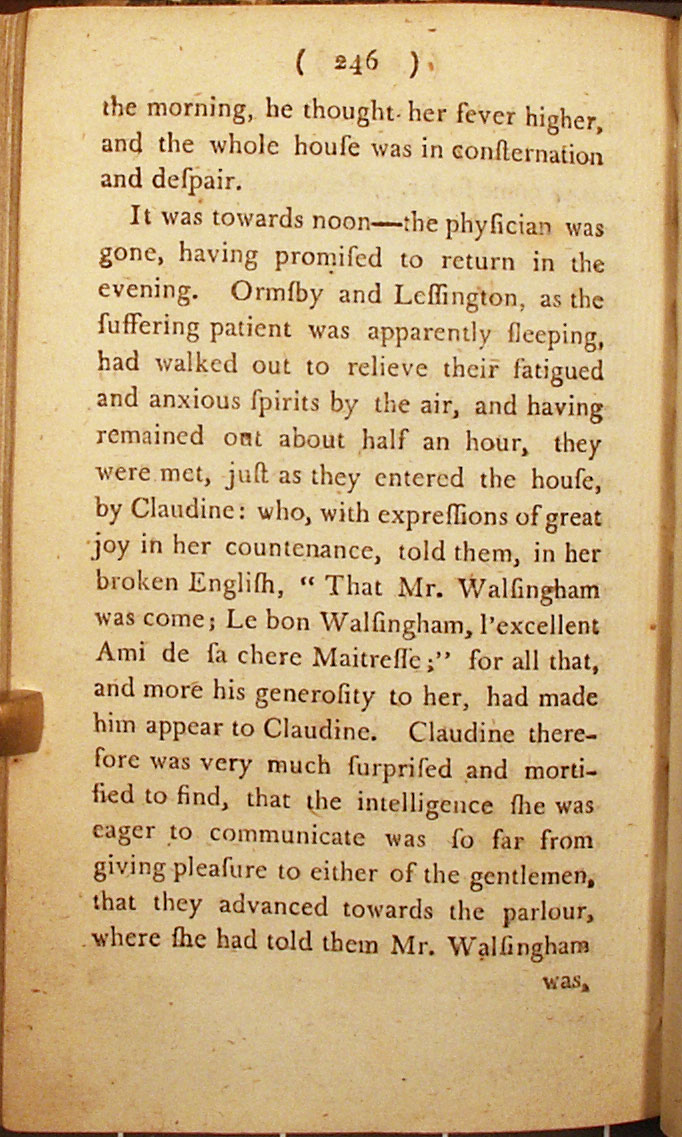 ( 246 )
the morning, he thought her fever higher,
and the whole houſe was in conſternation
and deſpair.
It was towards noon—the phyſician was
gone, having promiſed to return in the
evening. Ormſby and Leſſington, as the
ſuffering patient was apparently ſleeping,
had walked out to relieve their fatigued
and anxious ſpirits by the air, and having
remained out about half an hour, they
were met, juſt as they entered the houſe,
by Claudine: who, with expreſſions of great
joy in her countenance, told them, in her
broken Engliſh, “ That Mr. Walſingham
was come; Le bon Walſingham, l'excellent
Ami de ſa chere Maitreſſe;” for all that,
and more his generoſity to her, had made
him appear to Claudine. Claudine there-
fore was very much ſurpriſed and morti-
fied to find, that the intelligence ſhe was
eager to communicate was ſo far from
giving pleaſure to either of the gentlemen,
that they advanced towards the parlour,
where ſhe had told them Mr. Walſingham
was,